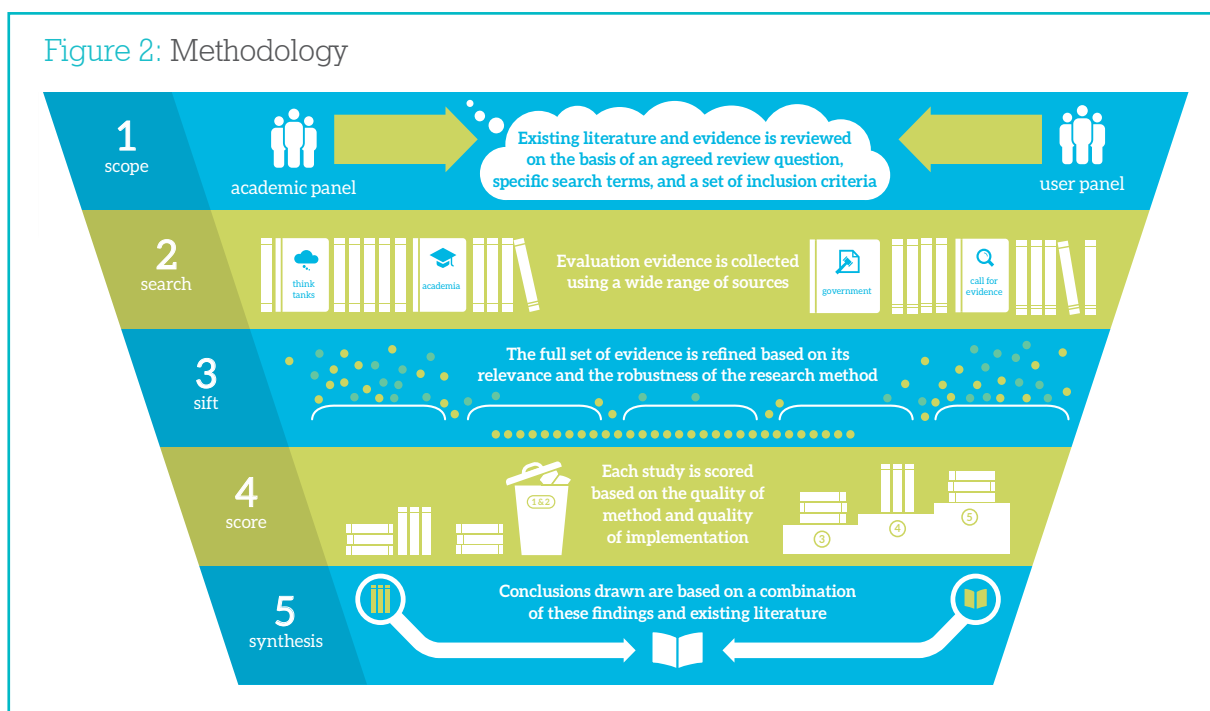 Figure 2: Methodology
1
scope
academic panel
Existing literature and evidence is reviewed
on the basis of an agreed review question,
specific search terms, and a set of inclusion criteria
user panel
2
search
think
tanks
academia
Evaluation evidence is collected
using a wide range of sources
government
call for
evidence
3
sift
The full set of evidence is refined based on its
relevance and the robustness of the research method
4
score
1&2
Each study is scored
based on the quality of
method and quality
of implementation
3
4
5
5
synthesis
Conclusions drawn are based on a combination
of these findings and existing literature